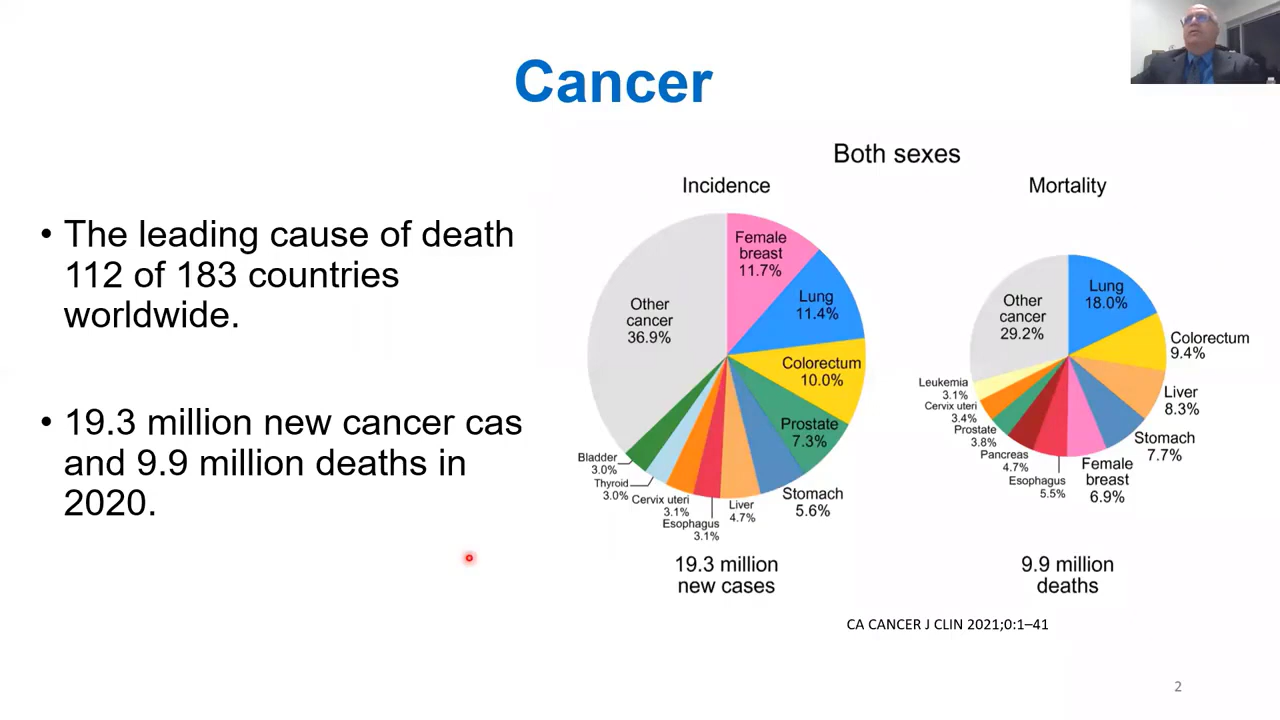 Cancer
• The leading cause of death
112 of 183 countries
worldwide.
• 19.3 million new cancer cas
and 9.9 million deaths in
2020.
Both sexes
Incidence
Female
breast
11.7%
Lung
11.4%
Colorectum
10.0%
Prostate
7.3%
Stomach
5.6%
Liver
4.7%
Esophagus
3.1%
Cervix uteri
3.1%
Thyroid
3.0%
Bladder
3.0%
Other
cancer
36.9%
19.3 million
new cases
Mortality
Lung
18.0%
Colorectum
9.4%
Liver
8.3%
Stomach
7.7%
Female
breast
6.9%
Esophagus
5.5%
Pancreas
4.7%
Prostate
3.8%
Cervix uteri
3.4%
Leukemia
3.1%
Other
cancer
29.2%
9.9 million
deaths
CA CANCER J CLIN 2021;0:1–41
2